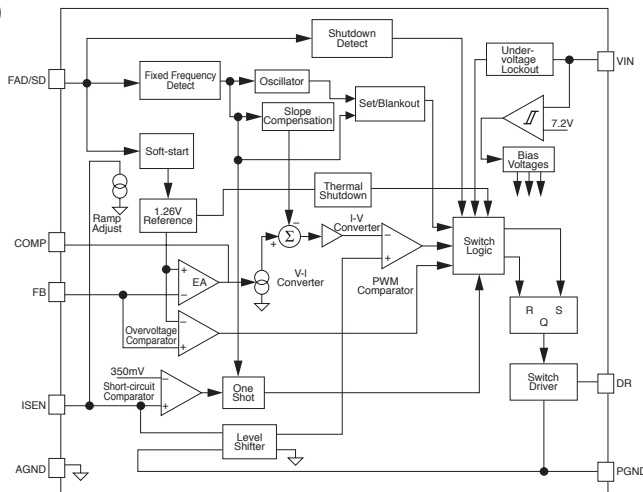 )
Shutdown
Detect
Under-
voltage
Lockout
VIN
FAD/SD
Fixed Frequency
Detect
Oscillator
Set/Blankout
Slope
Compensation
7.2V
Bias
Voltages
Soft-start
Ramp
Adjust
1.26V
Reference
Thermal
Shutdown
I-V
Converter
Switch
Logic
COMP
+
−
Σ
−
+
V-I
Converter
PWM
Comparator
+
EA
−
FB
Overvoltage
Comparator
−
+
R S
Q
350mV
Short-circuit
Comparator
−
+
One
Shot
Switch
Driver
DR
ISEN
Level
Shifter
AGND
PGND